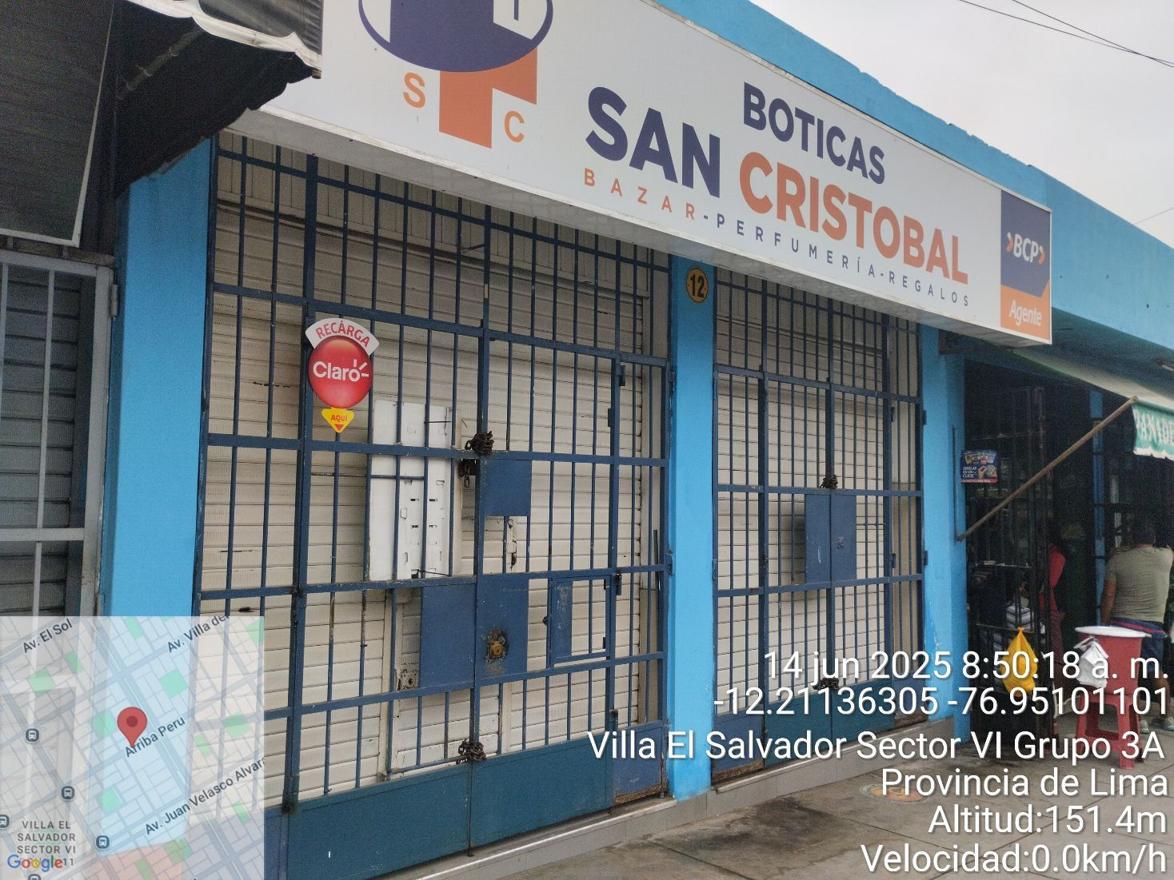 S
C
BOTICAS
SAN CRISTOBAL
BAZAR-PERFUMERÍA-REGALOS
BCP
Agente
12
RECARGA
Claro
AQUÍ
14 jun 2025 8:50:18 a. m.
-12.21136305 -76.95101101
Villa El Salvador Sector VI Grupo 3A
Provincia de Lima
Altitud:151.4m
Velocidad:0.0km/h
Av. El Sol
Av. Villa del
Arriba Peru
Av. Juan Velasco Alvara
VILLA EL
SALVADOR
SECTOR VI
Google